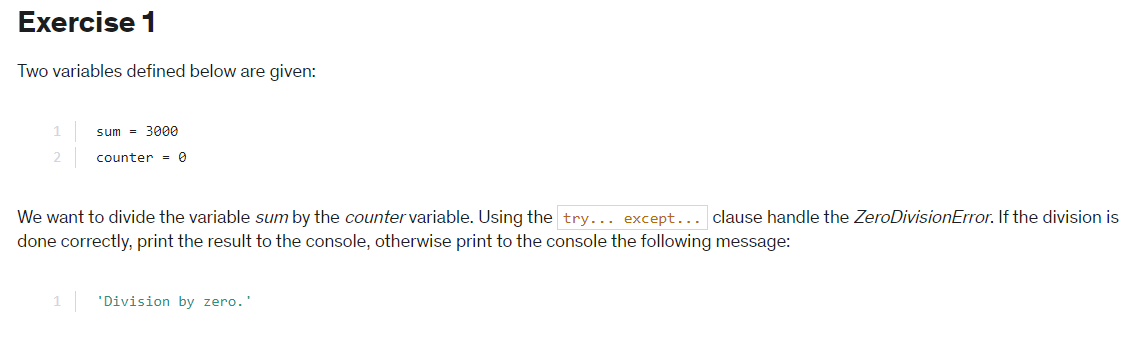 Exercise 1
Two variables defined below are given:
1 sum = 3000
2 counter = 0
We want to divide the variable sum by the counter variable. Using the try... except... clause handle the ZeroDivisionError. If the division is
done correctly, print the result to the console, otherwise print to the console the following message:
1 'Division by zero.'